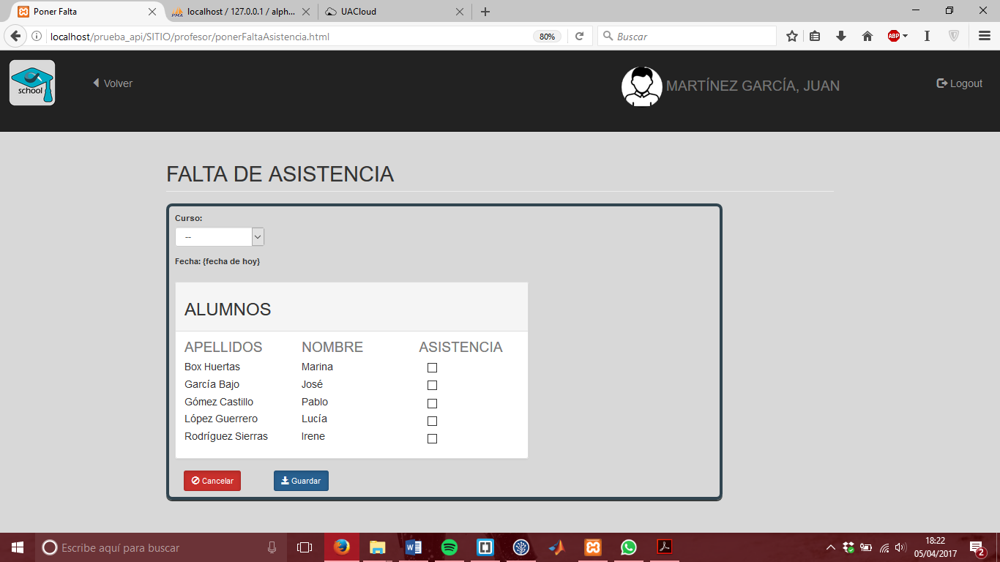 Poner Falta
PMA localhost / 127.0.0.1 / alph...
UACloud
localhost/prueba_api/SITIO/profesor/ponerFaltaAsistencia.html
80%
Buscar
ABP
school
Volver
MARTÍNEZ GARCÍA, JUAN
Logout
FALTA DE ASISTENCIA
Curso:
--
Fecha: {fecha de hoy}
ALUMNOS
APELLIDOS NOMBRE ASISTENCIA
Box Huertas Marina
García Bajo José
Gómez Castillo Pablo
López Guerrero Lucía
Rodríguez Sierras Irene
Cancelar
Guardar
Escribe aquí para buscar
18:22
05/04/2017
2